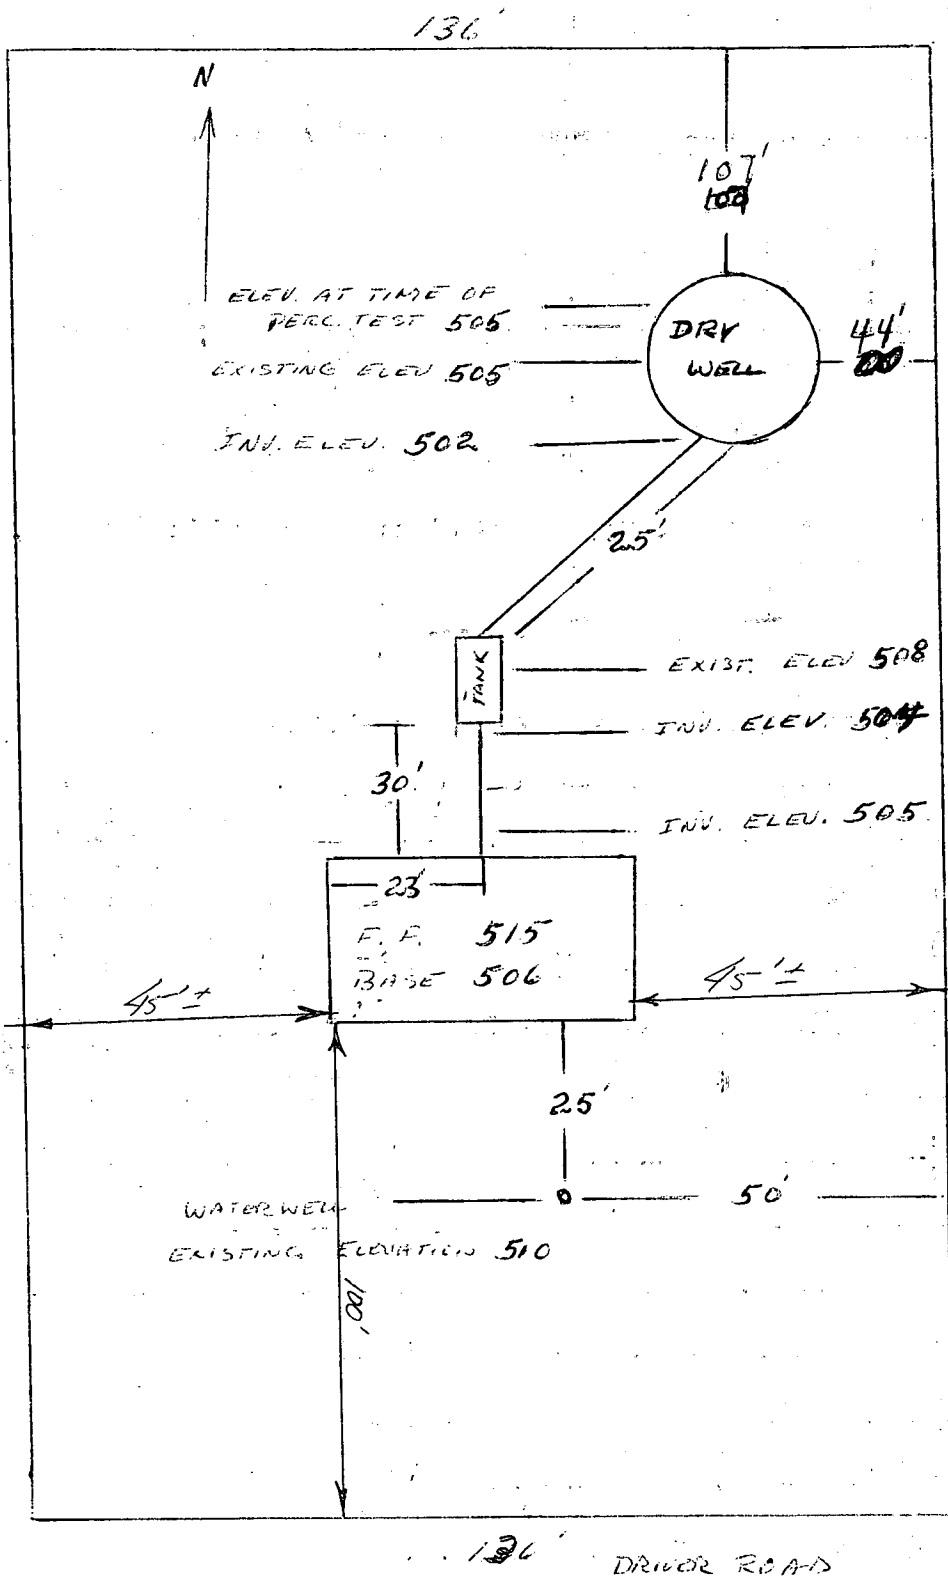 136'
N
107'
ELEV. AT TIME OF
PERC. TEST 505
DRY
WELL
44'
EXISTING ELEV 505
INV. ELEV. 502
25'
TANK
EXIST. ELEV 508
INV. ELEV. 504
30'
INV. ELEV. 505
23'
F. F. 515
BASE 506
45'±
45'±
25'
WATER WELL
50'
EXISTING ELEVATION 510
100'
136'
DRIVER ROAD